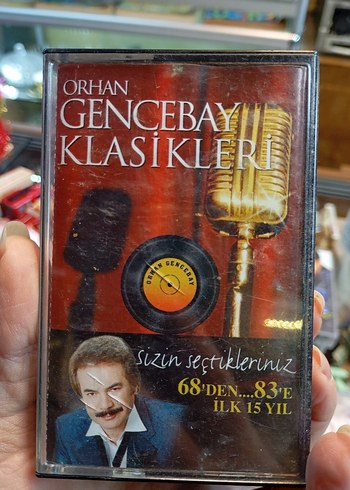 ORHAN
GENCEBAY
KLASİKLERİ
ORHAN GENCEBAY
Sizin seçtikleriniz
68'DEN....83'E
İLK 15 YIL